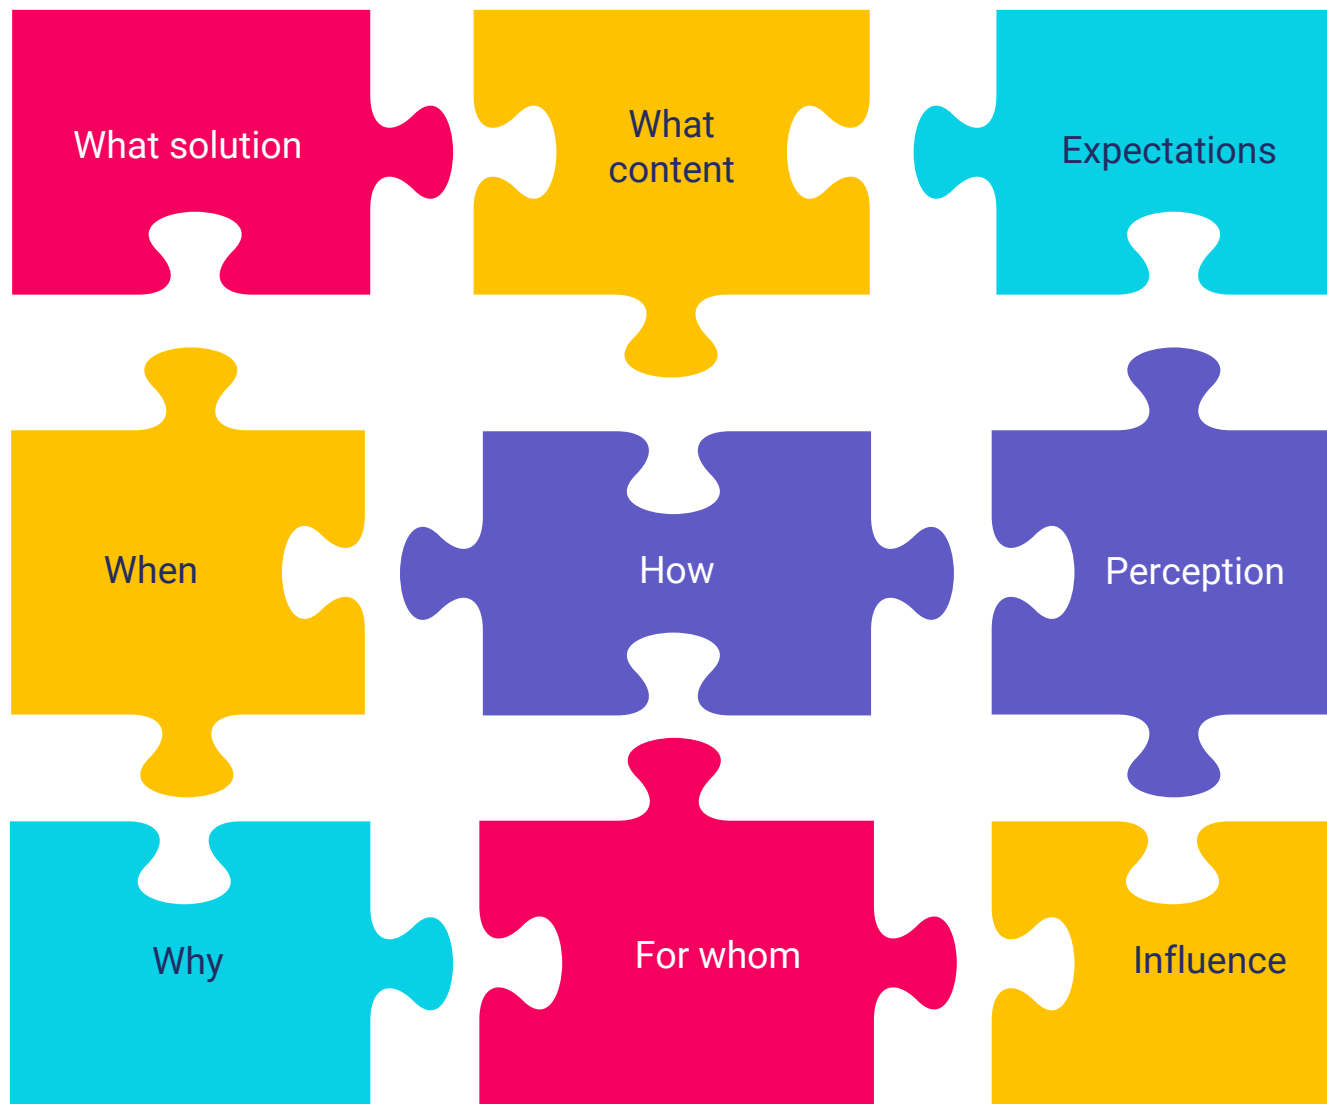 What solution
What
content
Expectations
When
How
Perception
Why
For whom
Influence